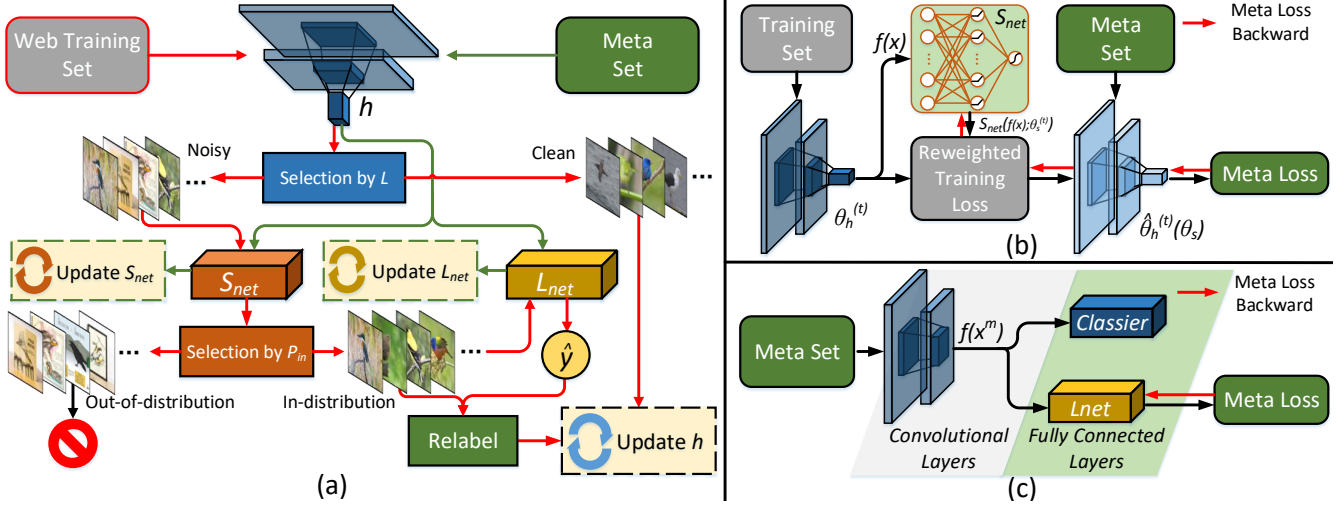 Web Training
Set
Meta
Set
h
Noisy
Selection by L
Clean
...
...
Update S_net
S_net
Update L_net
L_net
Selection by P_in
...
...
ŷ
Out-of-distribution
In-distribution
Relabel
Update h
(a)
Training
Set
f(x)
S_net
Meta
Set
Meta Loss
Backward
S_net(f(x);θ_s^(t))
Reweighted
Training
Loss
Meta Loss
θ_h^(t)
θ̂_h^(t)(θ_s)
(b)
Meta Set
f(x^m)
Classier
Meta Loss
Backward
Lnet
Meta Loss
Convolutional
Layers
Fully Connected
Layers
(c)